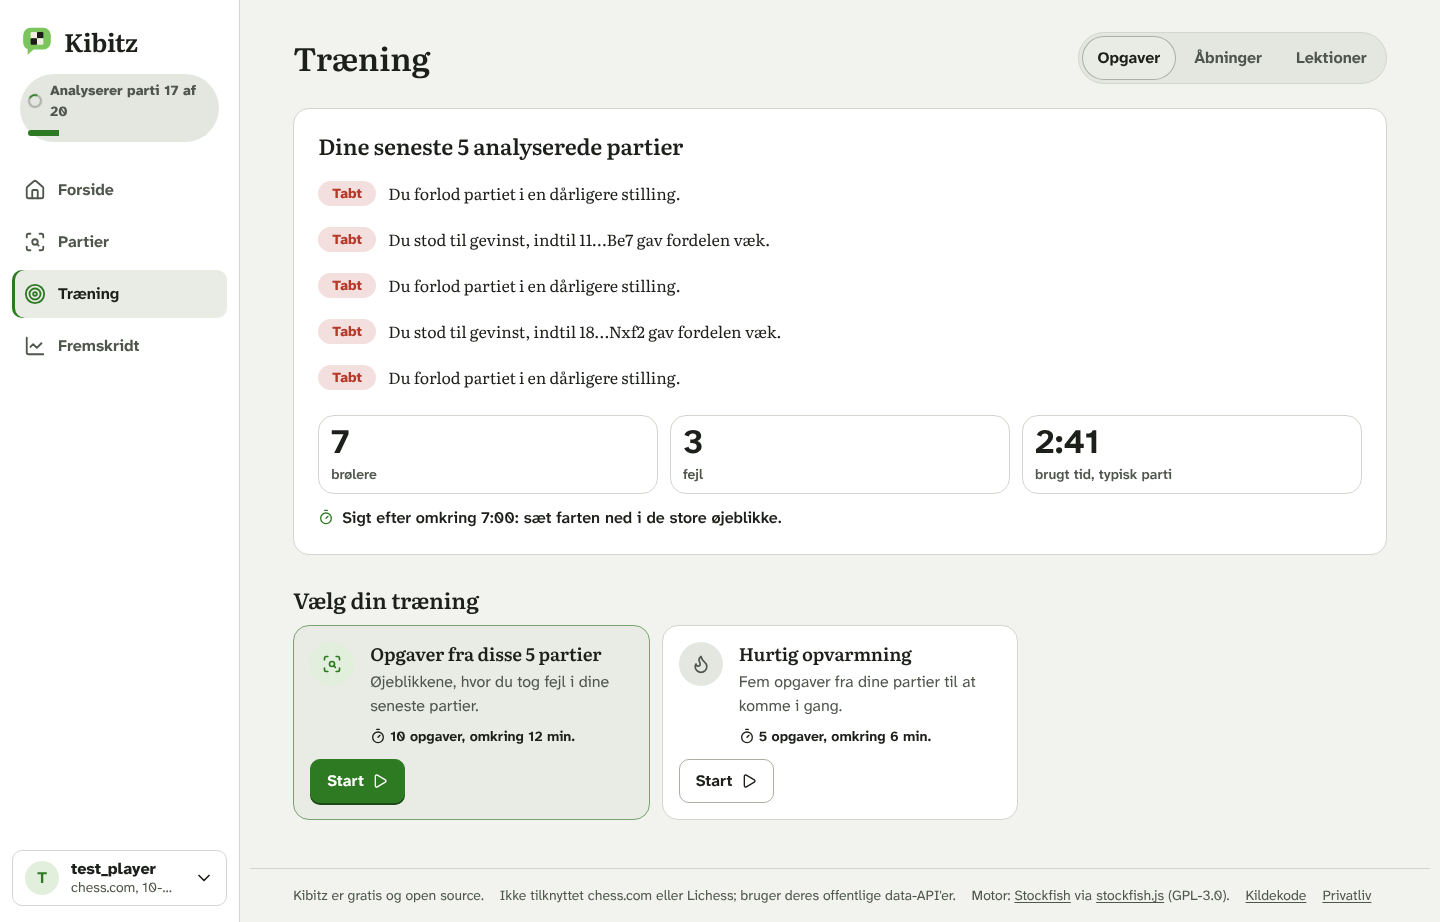 Kibitz
Analyserer parti 17 af
20
Forside
Partier
Træning
Fremskridt
T
test_player
chess.com, 10-...
Træning
Opgaver
Åbninger
Lektioner
Dine seneste 5 analyserede partier
Tabt Du forlod partiet i en dårligere stilling.
Tabt Du stod til gevinst, indtil 11...Be7 gav fordelen væk.
Tabt Du forlod partiet i en dårligere stilling.
Tabt Du stod til gevinst, indtil 18...Nxf2 gav fordelen væk.
Tabt Du forlod partiet i en dårligere stilling.
7
brølere
3
fejl
2:41
brugt tid, typisk parti
Sigt efter omkring 7:00: sæt farten ned i de store øjeblikke.
Vælg din træning
Opgaver fra disse 5 partier
Øjeblikkene, hvor du tog fejl i dine
seneste partier.
10 opgaver, omkring 12 min.
Start
Hurtig opvarmning
Fem opgaver fra dine partier til at
komme i gang.
5 opgaver, omkring 6 min.
Start
Kibitz er gratis og open source. Ikke tilknyttet chess.com eller Lichess; bruger deres offentlige data-API'er. Motor: Stockfish via stockfish.js (GPL-3.0). Kildekode Privatliv